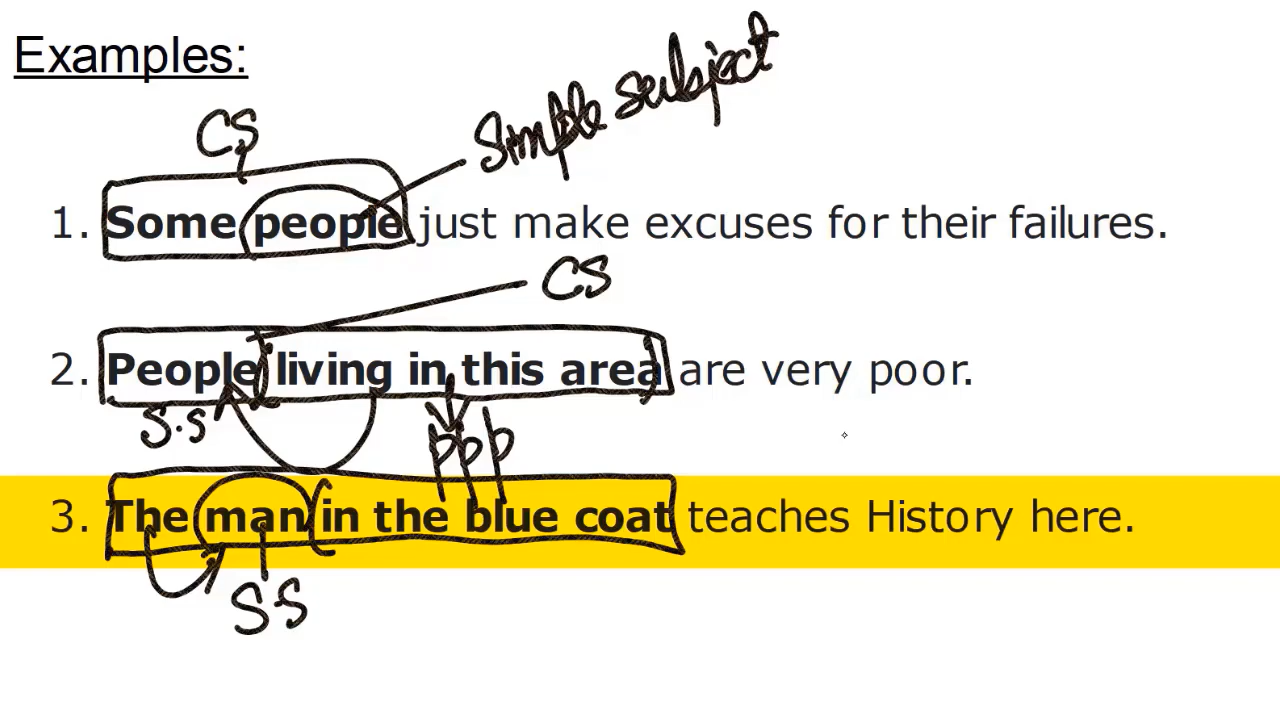 Examples:
Simple subject
CS
1. Some people just make excuses for their failures.
CS
2. People living in this area are very poor.
S.S
PPP
3. The man in the blue coat teaches History here.
SS